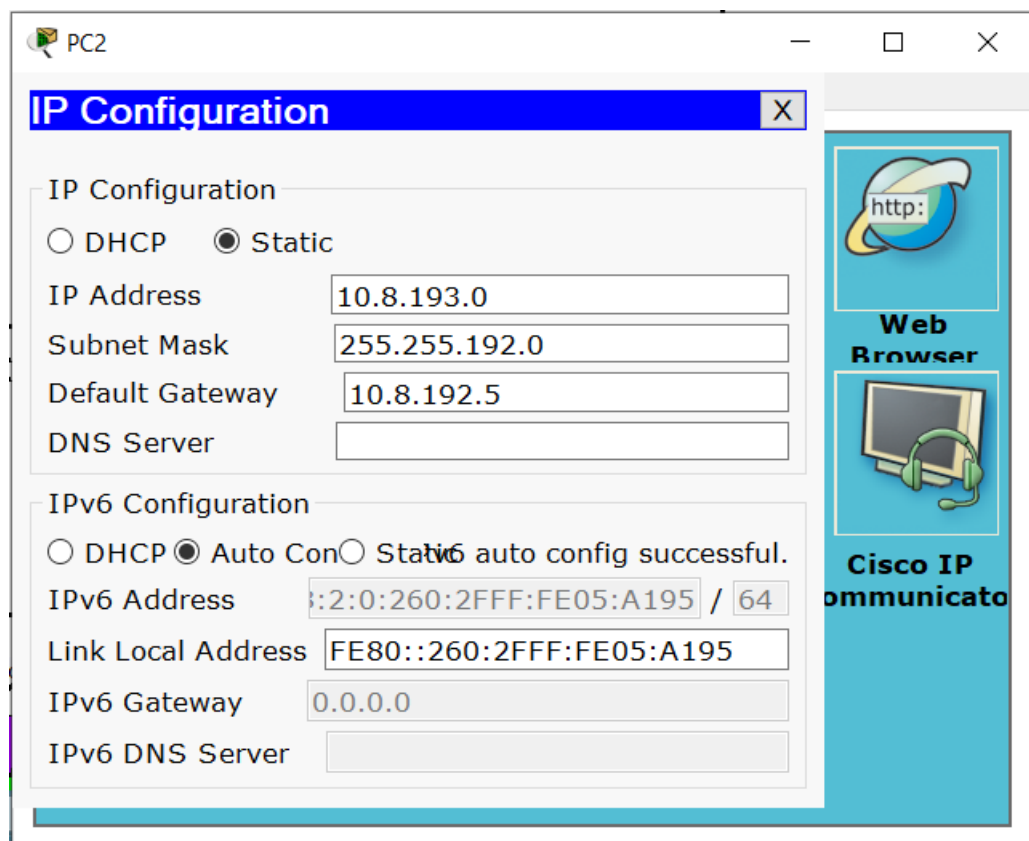 PC2
IP Configuration
X
IP Configuration
DHCP
Static
IP Address
10.8.193.0
Subnet Mask
255.255.192.0
Default Gateway
10.8.192.5
DNS Server
IPv6 Configuration
DHCP
Auto Con
Static
v6 auto config successful.
IPv6 Address
:2:0:260:2FFF:FE05:A195 / 64
Link Local Address
FE80::260:2FFF:FE05:A195
IPv6 Gateway
0.0.0.0
IPv6 DNS Server
http:
Web
Browser
Cisco IP
ommunicato